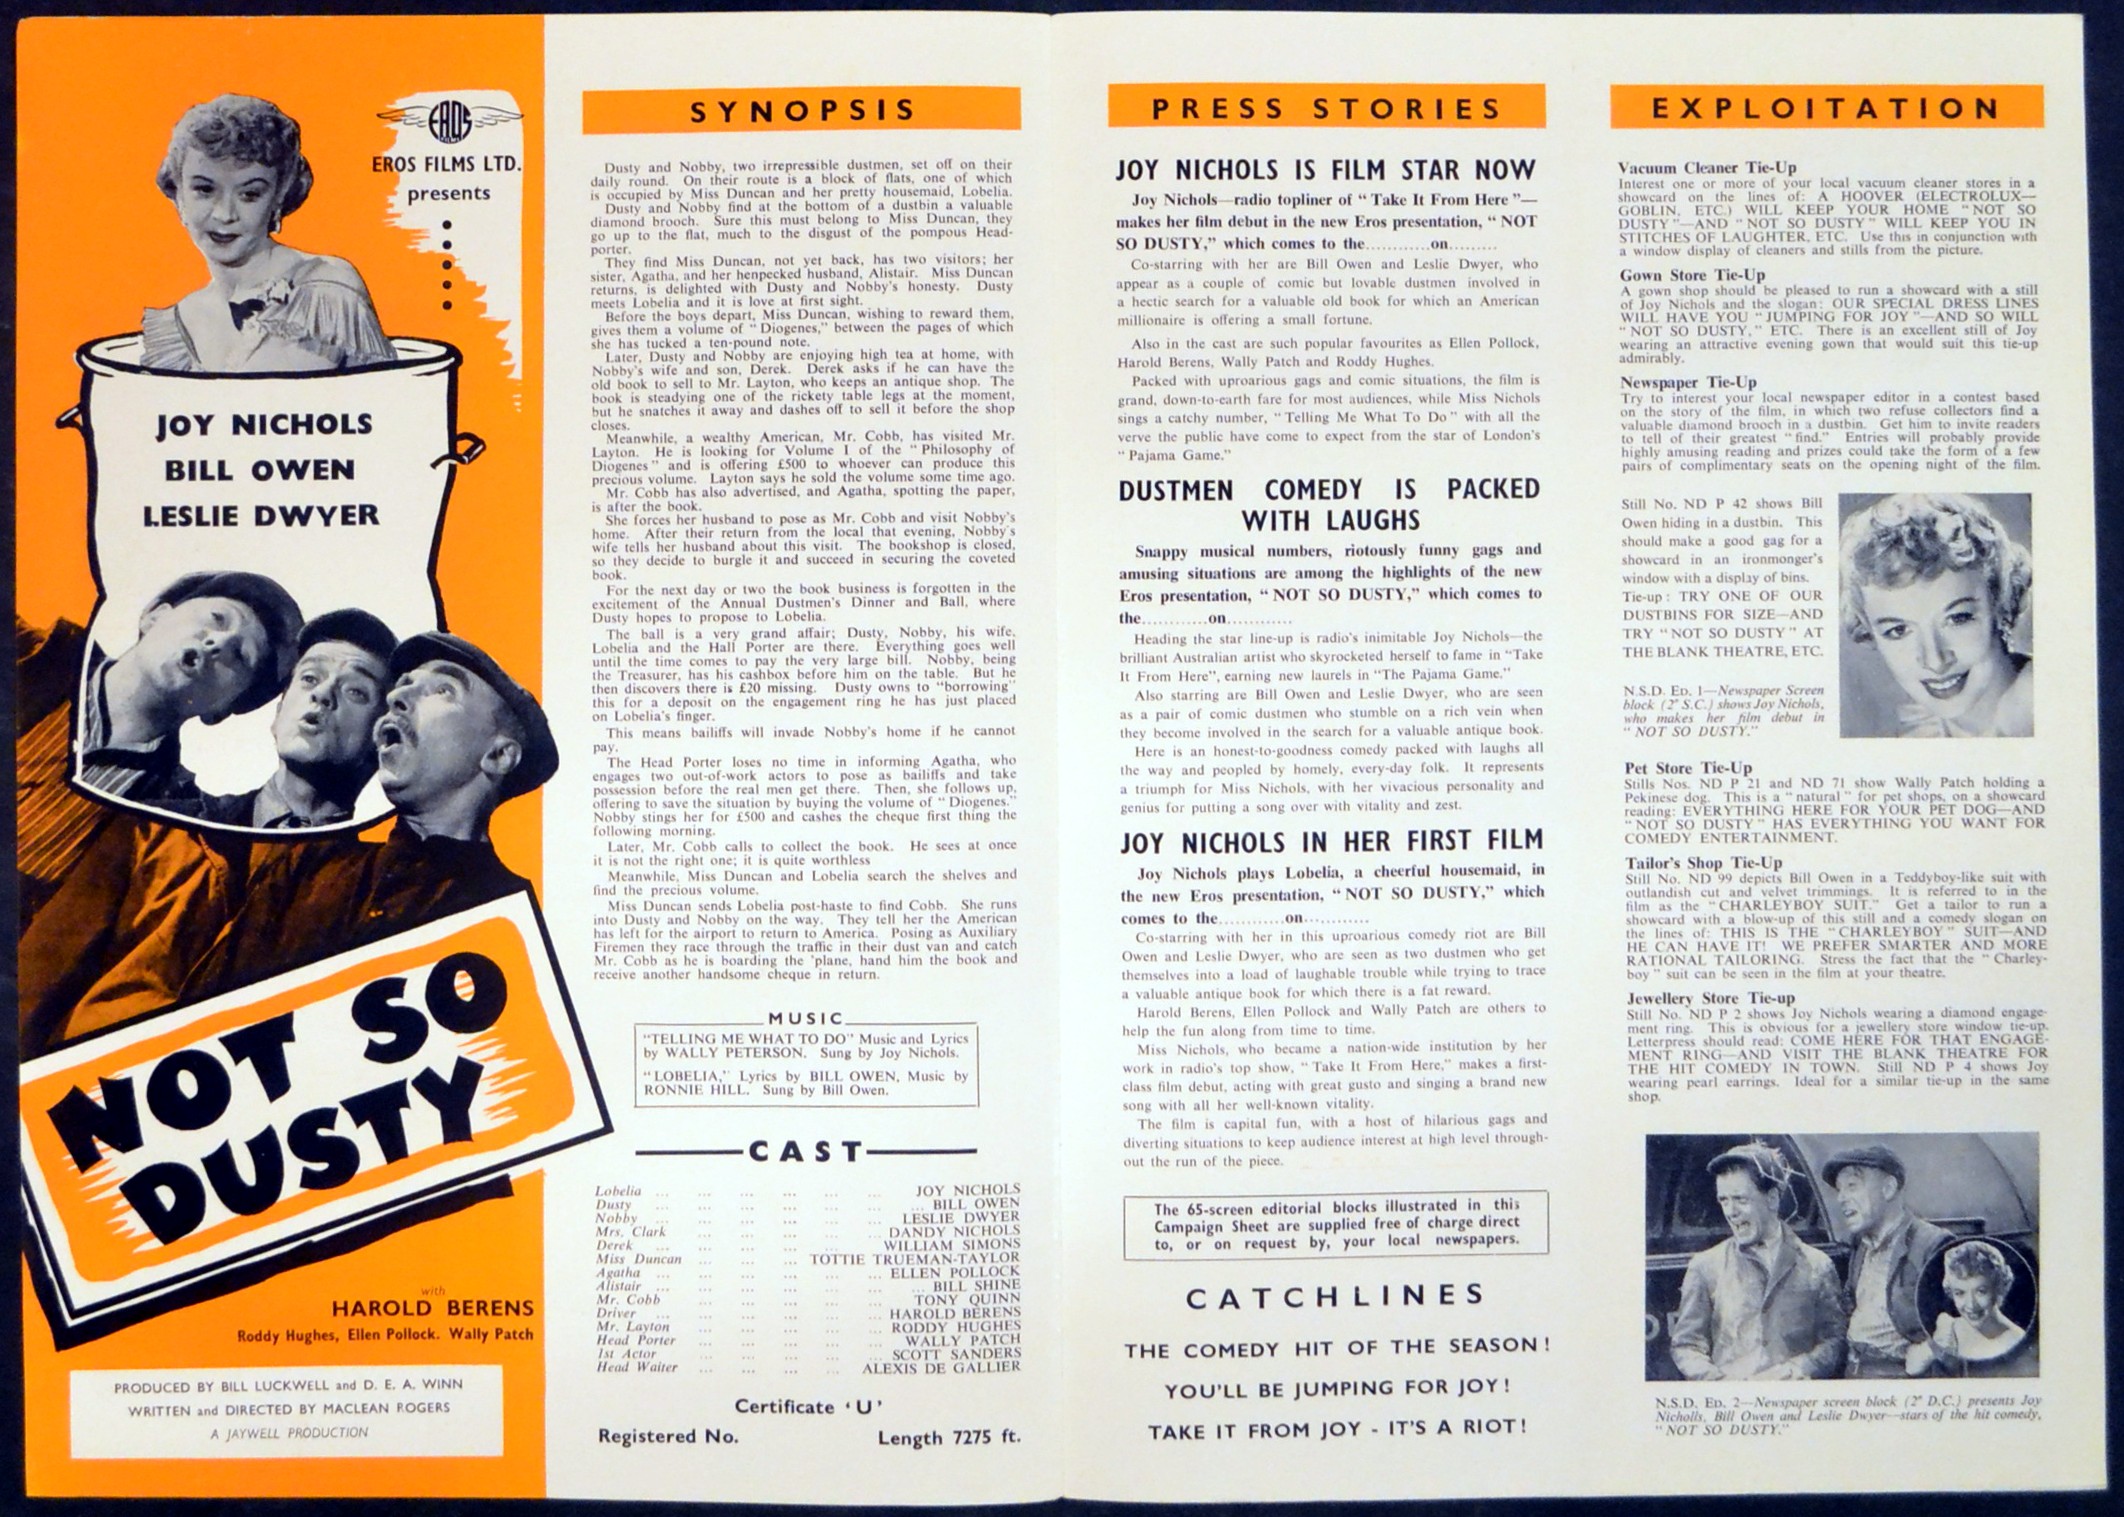 EROS
EROS FILMS LTD.
presents
JOY NICHOLS
BILL OWEN
LESLIE DWYER
NOT SO
DUSTY
with
HAROLD BERENS
Roddy Hughes, Ellen Pollock. Wally Patch
PRODUCED BY BILL LUCKWELL and D. E. A. WINN
WRITTEN and DIRECTED BY MACLEAN ROGERS
A JAYWELL PRODUCTION
SYNOPSIS
Dusty and Nobby, two irrepressible dustmen, set off on their
daily round. On their route is a block of flats, one of which
is occupied by Miss Duncan and her pretty housemaid, Lobelia.
Dusty and Nobby find at the bottom of a dustbin a valuable
diamond brooch. Sure this must belong to Miss Duncan, they
go up to the flat, much to the disgust of the pompous Head-
porter.
They find Miss Duncan, not yet back, has two visitors; her
sister, Agatha, and her henpecked husband, Alistair. Miss Duncan
returns, is delighted with Dusty and Nobby's honesty. Dusty
meets Lobelia and it is love at first sight.
Before the boys depart, Miss Duncan, wishing to reward them,
gives them a volume of "Diogenes," between the pages of which
she has tucked a ten-pound note.
Later, Dusty and Nobby are enjoying high tea at home, with
Nobby's wife and son, Derek. Derek asks if he can have the
old book to sell to Mr. Layton, who keeps an antique shop. The
book is steadying one of the rickety table legs at the moment,
but he snatches it away and dashes off to sell it before the shop
closes.
Meanwhile, a wealthy American, Mr. Cobb, has visited Mr.
Layton. He is looking for Volume I of the "Philosophy of
Diogenes" and is offering £500 to whoever can produce this
precious volume. Layton says he sold the volume some time ago.
Mr. Cobb has also advertised, and Agatha, spotting the paper,
is after the book.
She forces her husband to pose as Mr. Cobb and visit Nobby's
home. After their return from the local that evening, Nobby's
wife tells her husband about this visit. The bookshop is closed,
so they decide to burgle it and succeed in securing the coveted
book.
For the next day or two the book business is forgotten in the
excitement of the Annual Dustmen's Dinner and Ball, where
Dusty hopes to propose to Lobelia.
The ball is a very grand affair; Dusty, Nobby, his wife,
Lobelia and the Hall Porter are there. Everything goes well
until the time comes to pay the very large bill. Nobby, being
the Treasurer, has his cashbox before him on the table. But he
then discovers there is £20 missing. Dusty owns to "borrowing"
this for a deposit on the engagement ring he has just placed
on Lobelia's finger.
This means bailiffs will invade Nobby's home if he cannot
pay.
The Head Porter loses no time in informing Agatha, who
engages two out-of-work actors to pose as bailiffs and take
possession before the real men get there. Then, she follows up,
offering to save the situation by buying the volume of "Diogenes."
Nobby stings her for £500 and cashes the cheque first thing the
following morning.
Later, Mr. Cobb calls to collect the book. He sees at once
it is not the right one; it is quite worthless
Meanwhile, Miss Duncan and Lobelia search the shelves and
find the precious volume.
Miss Duncan sends Lobelia post-haste to find Cobb. She runs
into Dusty and Nobby on the way. They tell her the American
has left for the airport to return to America. Posing as Auxiliary
Firemen they race through the traffic in their dust van and catch
Mr. Cobb as he is boarding the 'plane, hand him the book and
receive another handsome cheque in return.
MUSIC
"TELLING ME WHAT TO DO" Music and Lyrics
by WALLY PETERSON. Sung by Joy Nichols.
"LOBELIA," Lyrics by BILL OWEN, Music by
RONNIE HILL. Sung by Bill Owen.
CAST
Lobelia ... ... ... ... ... ... JOY NICHOLS
Dusty ... ... ... ... ... ... BILL OWEN
Nobby ... ... ... ... ... ... LESLIE DWYER
Mrs. Clark ... ... ... ... ... DANDY NICHOLS
Derek ... ... ... ... ... ... WILLIAM SIMONS
Miss Duncan ... ... ... TOTTIE TRUEMAN-TAYLOR
Agatha ... ... ... ... ... ... ELLEN POLLOCK
Alistair ... ... ... ... ... ... BILL SHINE
Mr. Cobb ... ... ... ... ... TONY QUINN
Driver ... ... ... ... ... ... HAROLD BERENS
Mr. Layton ... ... ... ... ... RODDY HUGHES
Head Porter ... ... ... ... ... WALLY PATCH
1st Actor ... ... ... ... ... SCOTT SANDERS
Head Waiter ... ... ... ... ... ALEXIS DE GALLIER
Certificate 'U'
Registered No. Length 7275 ft.
PRESS STORIES
JOY NICHOLS IS FILM STAR NOW
Joy Nichols—radio topliner of "Take It From Here"—
makes her film debut in the new Eros presentation, "NOT
SO DUSTY," which comes to the............on.........
Co-starring with her are Bill Owen and Leslie Dwyer, who
appear as a couple of comic but lovable dustmen involved in
a hectic search for a valuable old book for which an American
millionaire is offering a small fortune.
Also in the cast are such popular favourites as Ellen Pollock,
Harold Berens, Wally Patch and Roddy Hughes.
Packed with uproarious gags and comic situations, the film is
grand, down-to-earth fare for most audiences, while Miss Nichols
sings a catchy number, "Telling Me What To Do" with all the
verve the public have come to expect from the star of London's
"Pajama Game."
DUSTMEN COMEDY IS PACKED
WITH LAUGHS
Snappy musical numbers, riotously funny gags and
amusing situations are among the highlights of the new
Eros presentation, "NOT SO DUSTY," which comes to
the............on............
Heading the star line-up is radio's inimitable Joy Nichols—the
brilliant Australian artist who skyrocketed herself to fame in "Take
It From Here", earning new laurels in "The Pajama Game."
Also starring are Bill Owen and Leslie Dwyer, who are seen
as a pair of comic dustmen who stumble on a rich vein when
they become involved in the search for a valuable antique book.
Here is an honest-to-goodness comedy packed with laughs all
the way and peopled by homely, every-day folk. It represents
a triumph for Miss Nichols, with her vivacious personality and
genius for putting a song over with vitality and zest.
JOY NICHOLS IN HER FIRST FILM
Joy Nichols plays Lobelia, a cheerful housemaid, in
the new Eros presentation, "NOT SO DUSTY," which
comes to the............on............
Co-starring with her in this uproarious comedy riot are Bill
Owen and Leslie Dwyer, who are seen as two dustmen who get
themselves into a load of laughable trouble while trying to trace
a valuable antique book for which there is a fat reward.
Harold Berens, Ellen Pollock and Wally Patch are others to
help the fun along from time to time.
Miss Nichols, who became a nation-wide institution by her
work in radio's top show, "Take It From Here," makes a first-
class film debut, acting with great gusto and singing a brand new
song with all her well-known vitality.
The film is capital fun, with a host of hilarious gags and
diverting situations to keep audience interest at high level through-
out the run of the piece.
The 65-screen editorial blocks illustrated in this
Campaign Sheet are supplied free of charge direct
to, or on request by, your local newspapers.
CATCHLINES
THE COMEDY HIT OF THE SEASON!
YOU'LL BE JUMPING FOR JOY!
TAKE IT FROM JOY - IT'S A RIOT!
EXPLOITATION
Vacuum Cleaner Tie-Up
Interest one or more of your local vacuum cleaner stores in a
showcard on the lines of: A HOOVER (ELECTROLUX—
GOBLIN, ETC.) WILL KEEP YOUR HOME "NOT SO
DUSTY"—AND "NOT SO DUSTY" WILL KEEP YOU IN
STITCHES OF LAUGHTER, ETC. Use this in conjunction with
a window display of cleaners and stills from the picture.
Gown Store Tie-Up
A gown shop should be pleased to run a showcard with a still
of Joy Nichols and the slogan: OUR SPECIAL DRESS LINES
WILL HAVE YOU "JUMPING FOR JOY"—AND SO WILL
"NOT SO DUSTY," ETC. There is an excellent still of Joy
wearing an attractive evening gown that would suit this tie-up
admirably.
Newspaper Tie-Up
Try to interest your local newspaper editor in a contest based
on the story of the film, in which two refuse collectors find a
valuable diamond brooch in a dustbin. Get him to invite readers
to tell of their greatest "find." Entries will probably provide
highly amusing reading and prizes could take the form of a few
pairs of complimentary seats on the opening night of the film.
Still No. ND P 42 shows Bill
Owen hiding in a dustbin. This
should make a good gag for a
showcard in an ironmonger's
window with a display of bins.
Tie-up: TRY ONE OF OUR
DUSTBINS FOR SIZE—AND
TRY "NOT SO DUSTY" AT
THE BLANK THEATRE, ETC.
N.S.D. ED. 1—Newspaper Screen
block (2" S.C.) shows Joy Nichols,
who makes her film debut in
"NOT SO DUSTY."
Pet Store Tie-Up
Stills Nos. ND P 21 and ND 71 show Wally Patch holding a
Pekinese dog. This is a "natural" for pet shops, on a showcard
reading: EVERYTHING HERE FOR YOUR PET DOG—AND
"NOT SO DUSTY" HAS EVERYTHING YOU WANT FOR
COMEDY ENTERTAINMENT.
Tailor's Shop Tie-Up
Still No. ND 99 depicts Bill Owen in a Teddyboy-like suit with
outlandish cut and velvet trimmings. It is referred to in the
film as the "CHARLEYBOY SUIT." Get a tailor to run a
showcard with a blow-up of this still and a comedy slogan on
the lines of: THIS IS THE "CHARLEYBOY" SUIT—AND
HE CAN HAVE IT! WE PREFER SMARTER AND MORE
RATIONAL TAILORING. Stress the fact that the "Charley-
boy" suit can be seen in the film at your theatre.
Jewellery Store Tie-up
Still No. ND P 2 shows Joy Nichols wearing a diamond engage-
ment ring. This is obvious for a jewellery store window tie-up.
Letterpress should read: COME HERE FOR THAT ENGAGE-
MENT RING—AND VISIT THE BLANK THEATRE FOR
THE HIT COMEDY IN TOWN. Still ND P 4 shows Joy
wearing pearl earrings. Ideal for a similar tie-up in the same
shop.
N.S.D. ED. 2—Newspaper screen block (2" D.C.) presents Joy
Nicholls, Bill Owen and Leslie Dwyer—stars of the hit comedy,
"NOT SO DUSTY."